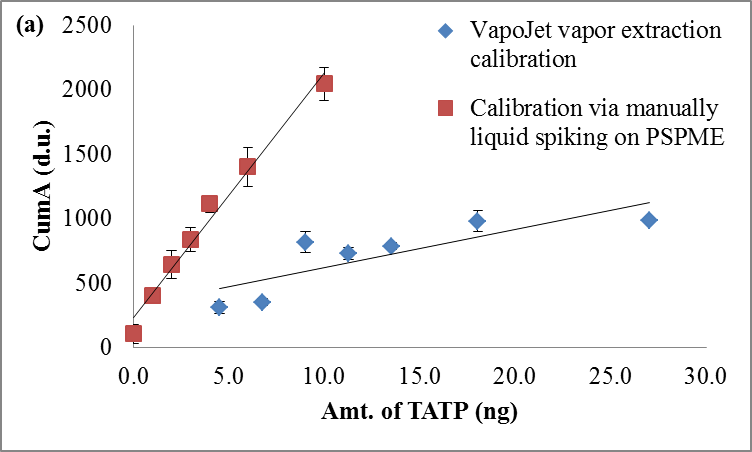 (a)
2500
2000
1500
1000
500
0
CumA (d.u.)
VapoJet vapor extraction
calibration
Calibration via manually
liquid spiking on PSPME
0.0 5.0 10.0 15.0 20.0 25.0 30.0
Amt. of TATP (ng)